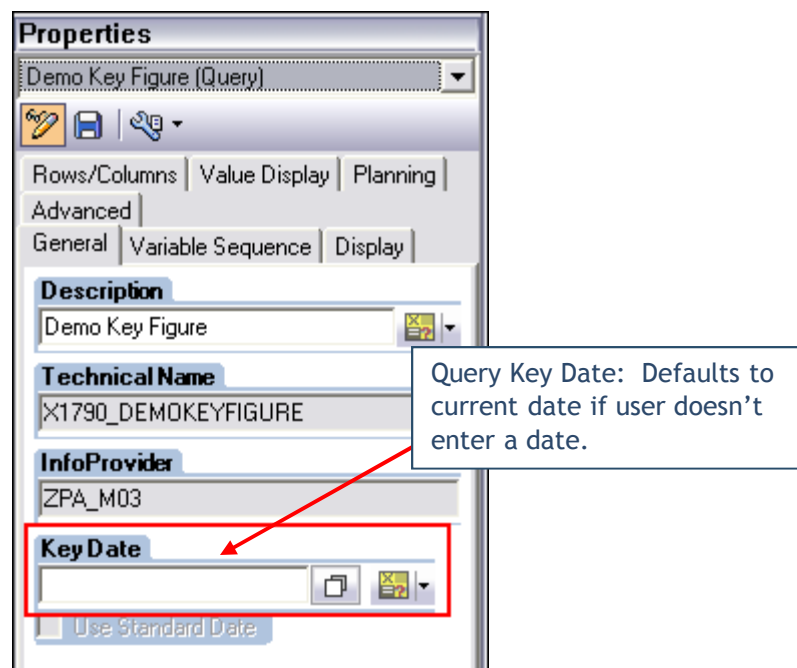 Properties
Demo Key Figure (Query)
Rows/Columns Value Display Planning
Advanced
General Variable Sequence Display
Description
Demo Key Figure
Technical Name
X1790_DEMOKEYFIGURE
Query Key Date: Defaults to
current date if user doesn’t
enter a date.
InfoProvider
ZPA_M03
Key Date
Use Standard Date